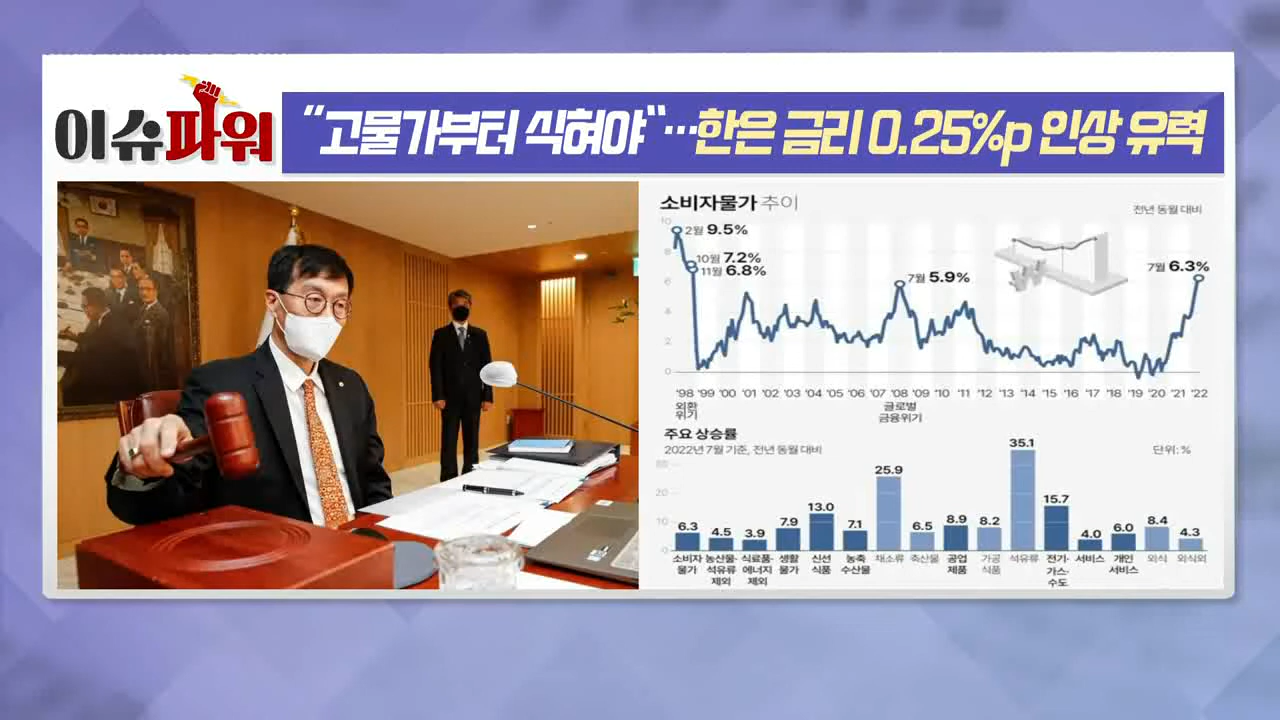 이슈파워
“고물가부터 식혀야“…한은 금리 0.25%p 인상 유력
소비자물가 추이
전년 동월 대비
10
8
6
4
2
0
2월 9.5%
10월 7.2%
11월 6.8%
7월 5.9%
7월 6.3%
'98 '99 '00 '01 '02 '03 '04 '05 '06 '07 '08 '09 '10 '11 '12 '13 '14 '15 '16 '17 '18 '19 '20 '21 '22
외환
위기
글로벌
금융위기
주요 상승률
2022년 7월 기준, 전년 동월 대비
단위: %
30
20
10
0
6.3 4.5 3.9 7.9 13.0 7.1 25.9 6.5 8.9 8.2 35.1 15.7 4.0 6.0 8.4 4.3
소비자 농산물· 식료품· 생활 신선 농축 채소류 축산물 공업 가공 석유류 전기· 서비스 개인 외식 외식외
물가 석유류 에너지 물가 식품 수산물 제품 식품 가스· 서비스
제외 제외 수도